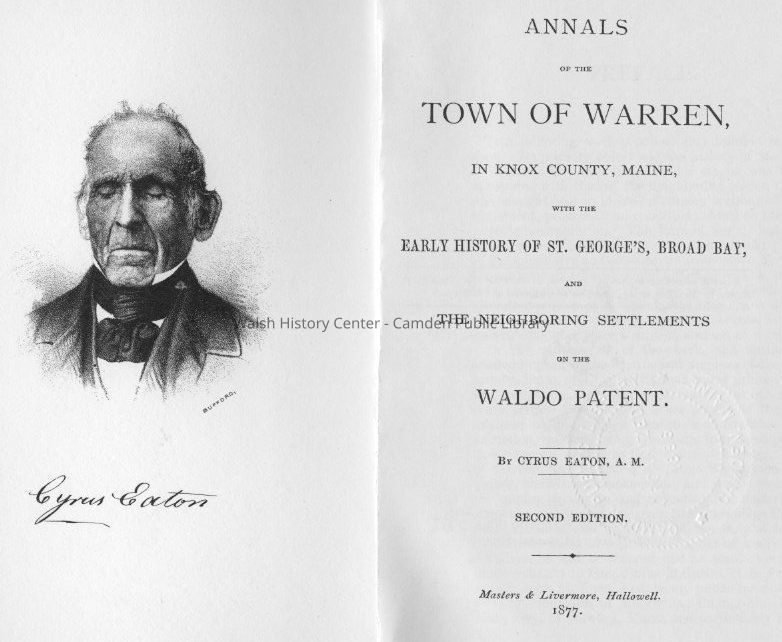 BUFFORD.
Cyrus Eaton
ANNALS
OF THE
TOWN OF WARREN,
IN KNOX COUNTY, MAINE,
WITH THE
EARLY HISTORY OF ST. GEORGE'S, BROAD BAY,
AND
THE NEIGHBORING SETTLEMENTS
ON THE
WALDO PATENT.
By CYRUS EATON, A. M.
SECOND EDITION.
Masters & Livermore, Hallowell.
1877.
Walsh History Center - Camden Public Library